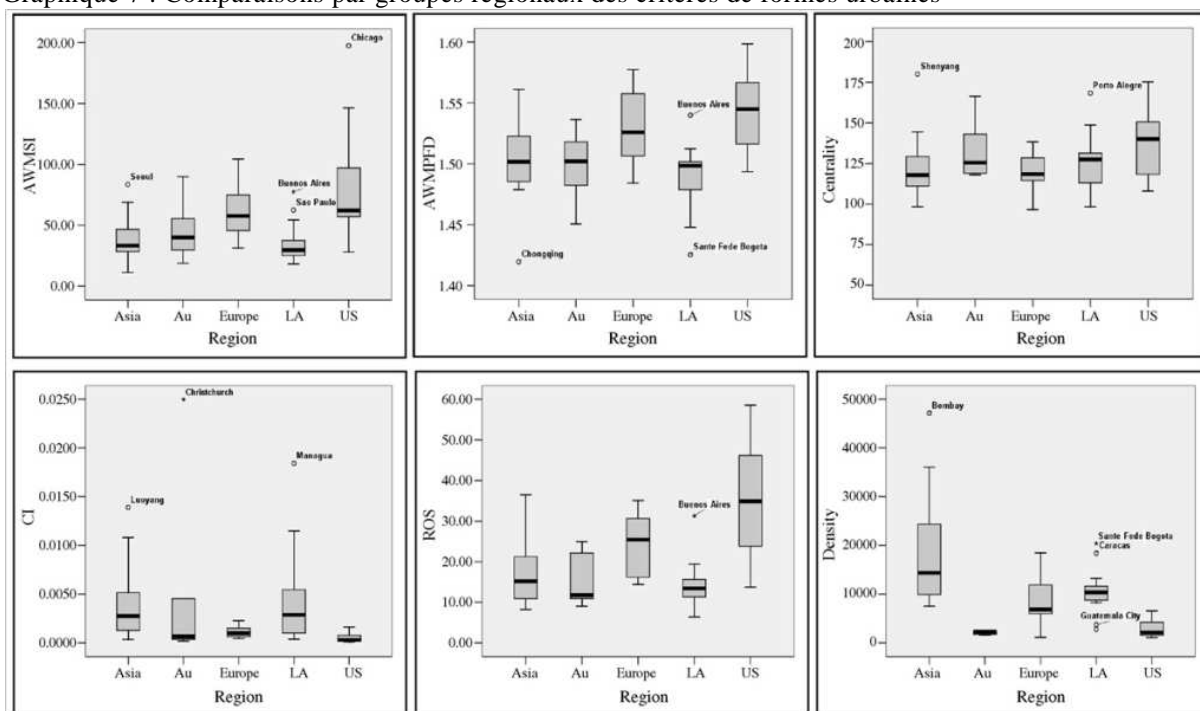 Graphique 7 : Comparaisons par groupes régionaux des critères de formes urbaines
200.00
150.00
100.00
50.00
0.00
AWMSI
Seoul
Buenos Aires
Sao Paulo
Chicago
Asia Au Europe LA US
Region
1.60
1.55
1.50
1.45
1.40
AWMPFD
Chongqing
Buenos Aires
Sante Fede Bogota
Asia Au Europe LA US
Region
200
175
150
125
100
75
50
Centrality
Shenyang
Porto Alegre
Asia Au Europe LA US
Region
0.0250
0.0200
0.0150
0.0100
0.0050
0.0000
CI
Luoyang
Christchurch
Managua
Asia Au Europe LA US
Region
60.00
50.00
40.00
30.00
20.00
10.00
0.00
ROS
Buenos Aires
Asia Au Europe LA US
Region
50000
40000
30000
20000
10000
0
Density
Bombay
Sante Fede Bogota
Caracas
Guatemala City
Asia Au Europe LA US
Region